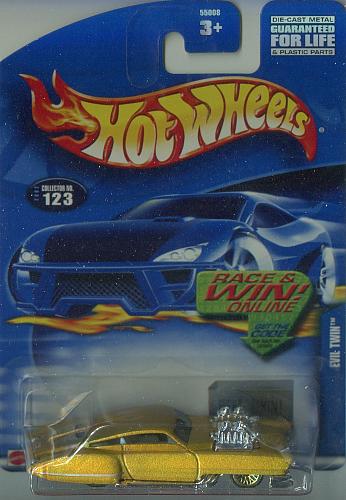 55008
3+
DIE-CAST METAL
GUARANTEED
FOR LIFE
& PLASTIC PARTS
HOT WHEELS
®
COLLECTOR NO.
123
RACE &
WIN!
ONLINE
GET THE
CODE
EVIL TWIN™